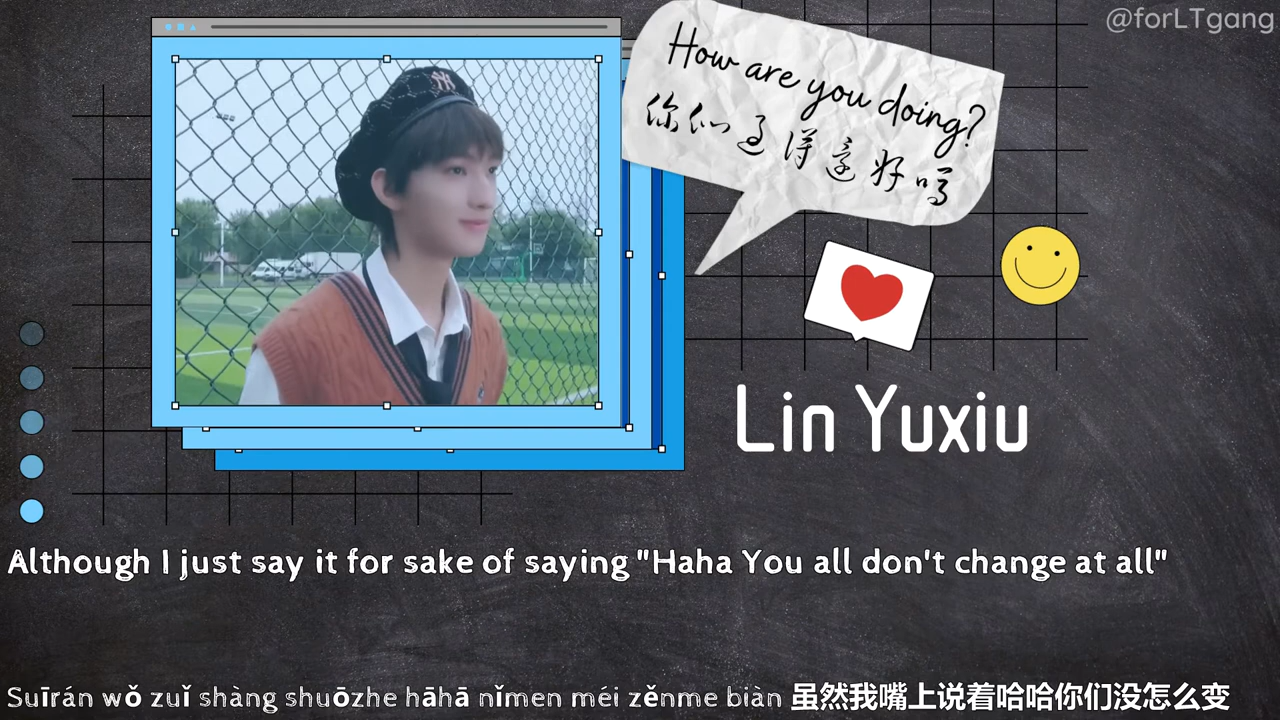 @forLTgang
How are you doing?
你们过得还好吗
Lin Yuxiu
Although I just say it for sake of saying "Haha You all don't change at all"
Suīrán wǒ zuǐ shàng shuōzhe hāhā nǐmen méi zěnme biàn 虽然我嘴上说着哈哈你们没怎么变